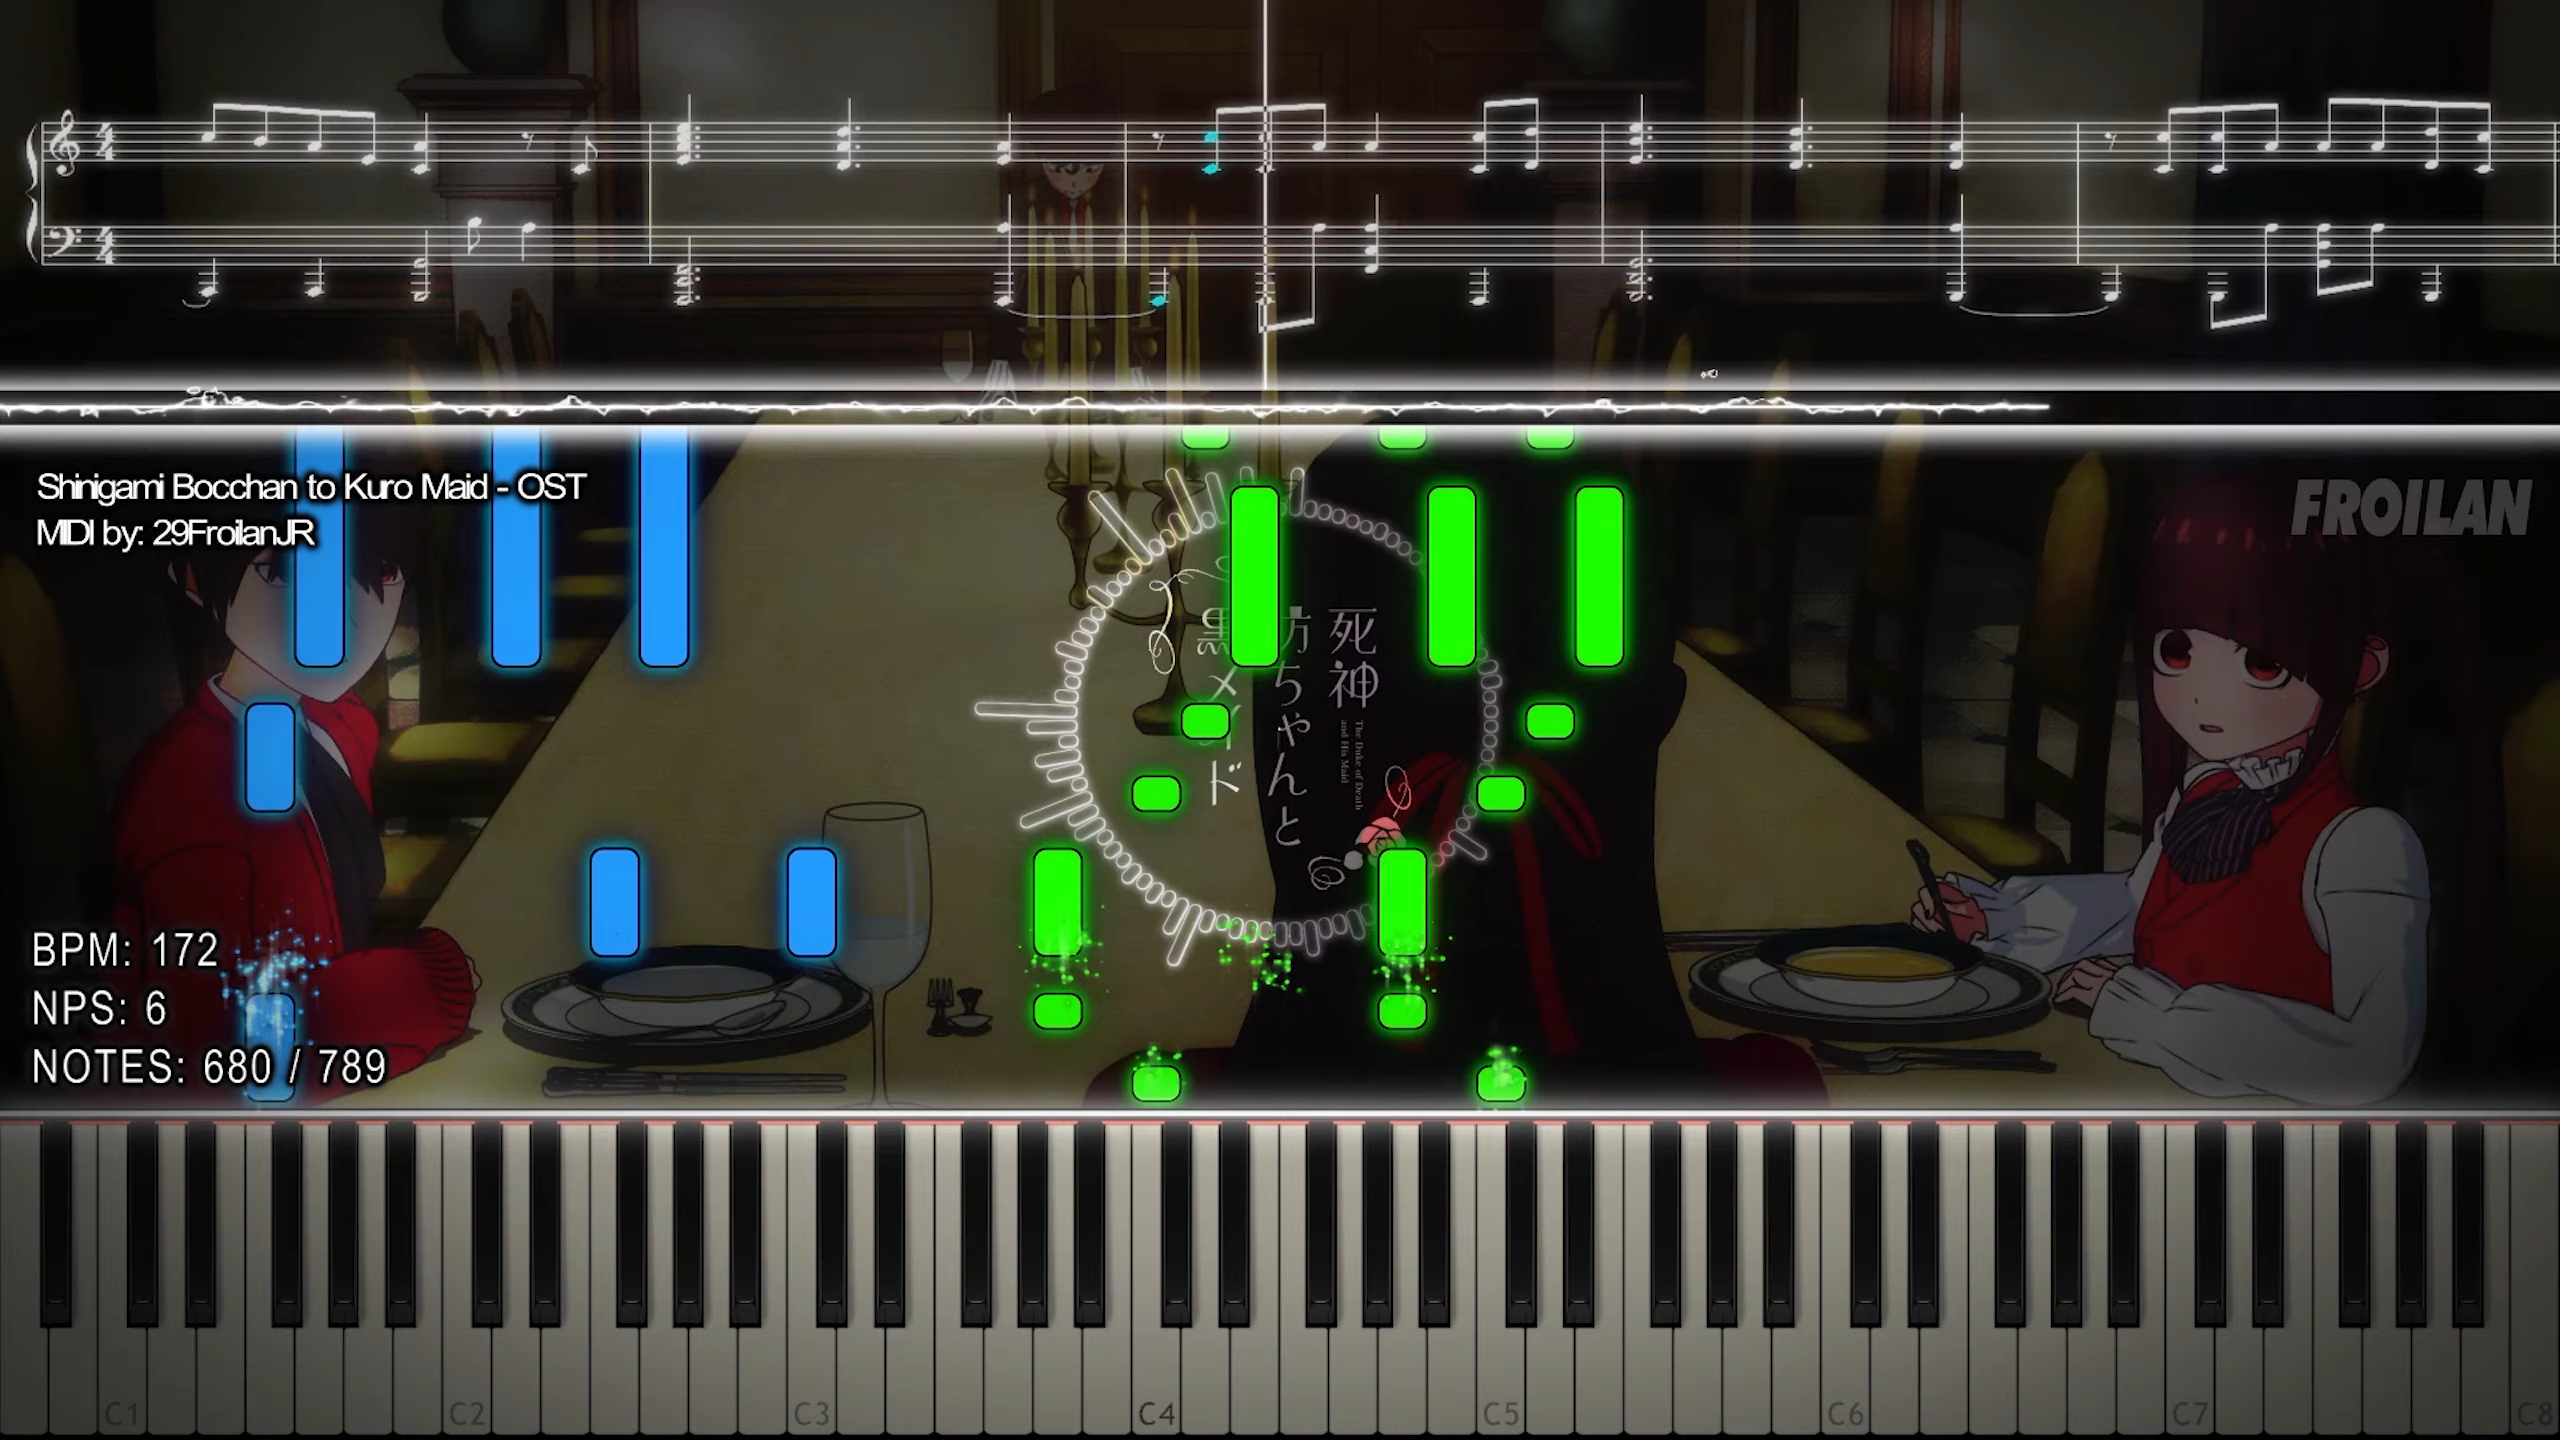 Shinigami Bocchan to Kuro Maid - OST
MIDI by: 29FroilanJR
FROILAN
死神
坊ちゃんと
黒メイド
The Duke of Death
and His Maid
BPM: 172
NPS: 6
NOTES: 680 / 789
C1 C2 C3 C4 C5 C6 C7 C8